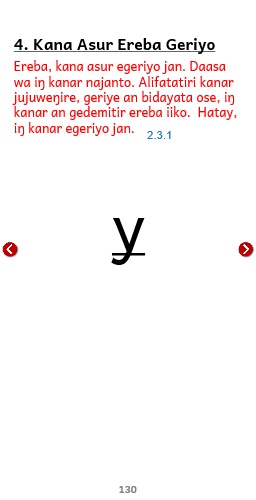 4. Kana Asur Ereba Geriyo
Ereba, kana asur egeriyo jan. Daasa
wa iŋ kanar najanto. Alifatatiri kanar
jujuweŋire, geriye an bidayata ose, iŋ
kanar an gedemitir ereba iiko. Hatay,
iŋ kanar egeriyo jan.
2.3.1
y
130